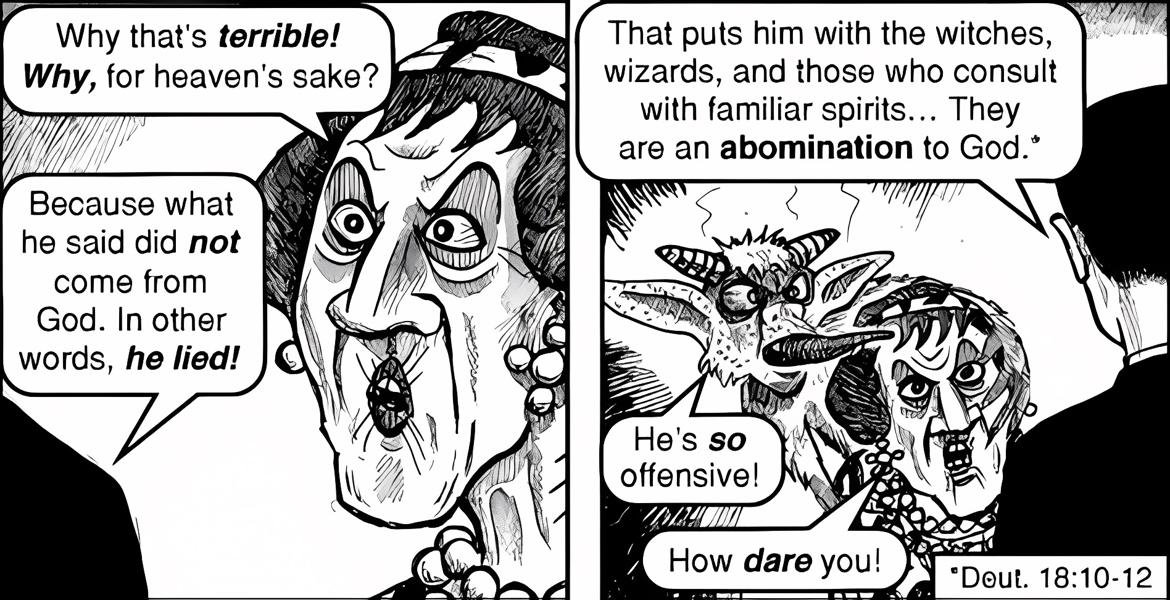 Why that's terrible!
Why, for heaven's sake?
Because what
he said did not
come from
God. In other
words, he lied!
That puts him with the witches,
wizards, and those who consult
with familiar spirits... They
are an abomination to God.*
He's so
offensive!
How dare you!
*Dout. 18:10-12